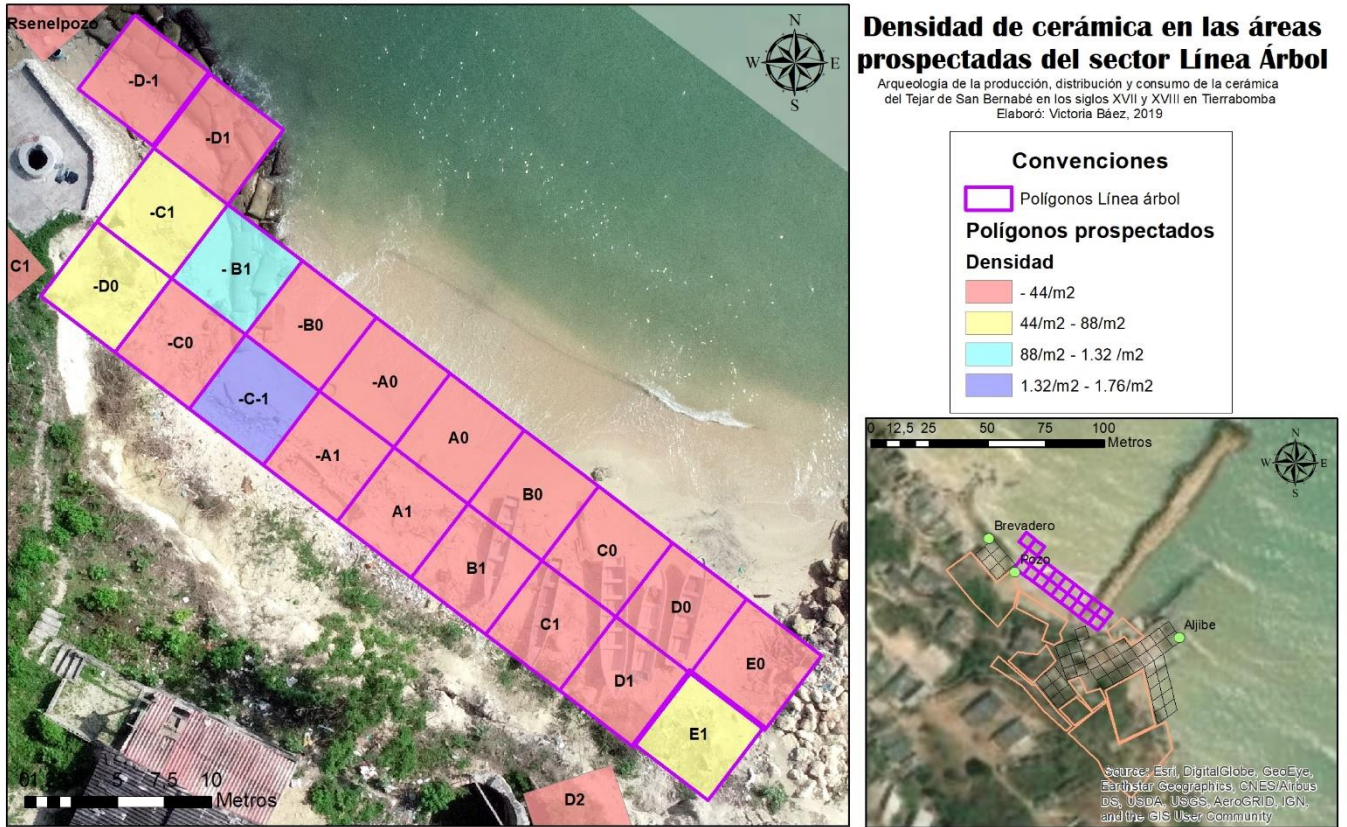 Densidad de cerámica en las áreas
prospectadas del sector Línea Árbol
Arqueología de la producción, distribución y consumo de la cerámica
del Tejar de San Bernabé en los siglos XVII y XVIII en Tierrabomba
Elaboró: Victoria Báez, 2019
Convenciones
Polígonos Línea árbol
Polígonos prospectados
Densidad
- 44/m2
44/m2 - 88/m2
88/m2 - 1.32 /m2
1.32/m2 - 1.76/m2
Rsenelpozo
N
W E
S
-D-1
-D1
-C1
- B1
C1
-D0
-B0
-C0
-A0
-C-1
A0
-A1
B0
A1
C0
B1
D0
C1
E0
D1
E1
D2
7,5 10
Metros
0 12,5 25 50 75 100
Metros
N
W E
S
Brevadero
Pozo
Aljibe
Source: Esri, DigitalGlobe, GeoEye,
Earthstar Geographics, CNES/Airbus
DS, USDA, USGS, AeroGRID, IGN,
and the GIS User Community